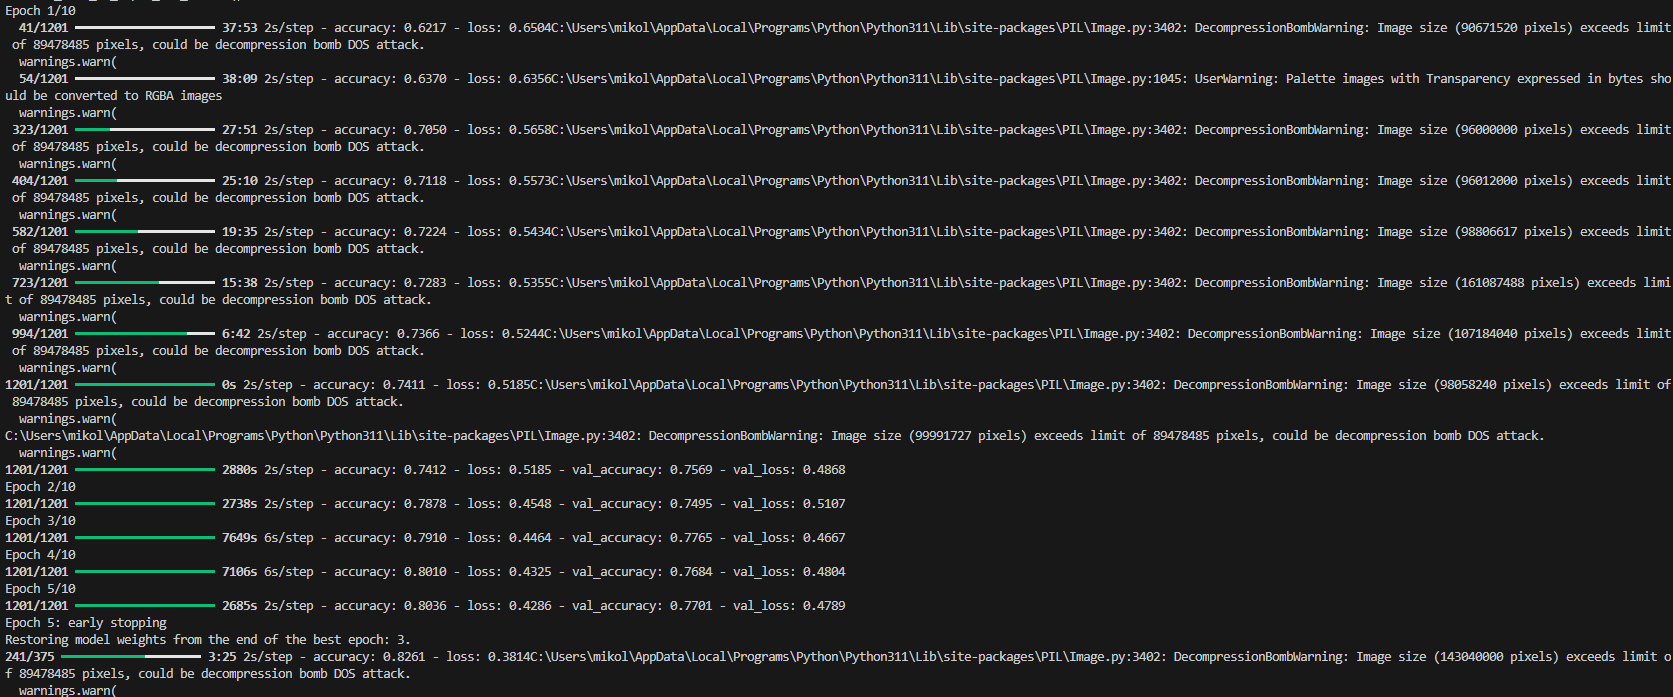 Epoch 1/10
41/1201 37:53 2s/step - accuracy: 0.6217 - loss: 0.6504C:\Users\mikol\AppData\Local\Programs\Python\Python311\Lib\site-packages\PIL\Image.py:3402: DecompressionBombWarning: Image size (90671520 pixels) exceeds limit
of 89478485 pixels, could be decompression bomb DOS attack.
warnings.warn(
54/1201 38:09 2s/step - accuracy: 0.6370 - loss: 0.6356C:\Users\mikol\AppData\Local\Programs\Python\Python311\Lib\site-packages\PIL\Image.py:1045: UserWarning: Palette images with Transparency expressed in bytes sho
uld be converted to RGBA images
warnings.warn(
323/1201 27:51 2s/step - accuracy: 0.7050 - loss: 0.5658C:\Users\mikol\AppData\Local\Programs\Python\Python311\Lib\site-packages\PIL\Image.py:3402: DecompressionBombWarning: Image size (96000000 pixels) exceeds limit
of 89478485 pixels, could be decompression bomb DOS attack.
warnings.warn(
404/1201 25:10 2s/step - accuracy: 0.7118 - loss: 0.5573C:\Users\mikol\AppData\Local\Programs\Python\Python311\Lib\site-packages\PIL\Image.py:3402: DecompressionBombWarning: Image size (96012000 pixels) exceeds limit
of 89478485 pixels, could be decompression bomb DOS attack.
warnings.warn(
582/1201 19:35 2s/step - accuracy: 0.7224 - loss: 0.5434C:\Users\mikol\AppData\Local\Programs\Python\Python311\Lib\site-packages\PIL\Image.py:3402: DecompressionBombWarning: Image size (98806617 pixels) exceeds limit
of 89478485 pixels, could be decompression bomb DOS attack.
warnings.warn(
723/1201 15:38 2s/step - accuracy: 0.7283 - loss: 0.5355C:\Users\mikol\AppData\Local\Programs\Python\Python311\Lib\site-packages\PIL\Image.py:3402: DecompressionBombWarning: Image size (161087488 pixels) exceeds limi
t of 89478485 pixels, could be decompression bomb DOS attack.
warnings.warn(
994/1201 6:42 2s/step - accuracy: 0.7366 - loss: 0.5244C:\Users\mikol\AppData\Local\Programs\Python\Python311\Lib\site-packages\PIL\Image.py:3402: DecompressionBombWarning: Image size (107184040 pixels) exceeds limit
of 89478485 pixels, could be decompression bomb DOS attack.
warnings.warn(
1201/1201 0s 2s/step - accuracy: 0.7411 - loss: 0.5185C:\Users\mikol\AppData\Local\Programs\Python\Python311\Lib\site-packages\PIL\Image.py:3402: DecompressionBombWarning: Image size (98058240 pixels) exceeds limit of
89478485 pixels, could be decompression bomb DOS attack.
warnings.warn(
C:\Users\mikol\AppData\Local\Programs\Python\Python311\Lib\site-packages\PIL\Image.py:3402: DecompressionBombWarning: Image size (99991727 pixels) exceeds limit of 89478485 pixels, could be decompression bomb DOS attack.
warnings.warn(
1201/1201 2880s 2s/step - accuracy: 0.7412 - loss: 0.5185 - val_accuracy: 0.7569 - val_loss: 0.4868
Epoch 2/10
1201/1201 2738s 2s/step - accuracy: 0.7878 - loss: 0.4548 - val_accuracy: 0.7495 - val_loss: 0.5107
Epoch 3/10
1201/1201 7649s 6s/step - accuracy: 0.7910 - loss: 0.4464 - val_accuracy: 0.7765 - val_loss: 0.4667
Epoch 4/10
1201/1201 7106s 6s/step - accuracy: 0.8010 - loss: 0.4325 - val_accuracy: 0.7684 - val_loss: 0.4804
Epoch 5/10
1201/1201 2685s 2s/step - accuracy: 0.8036 - loss: 0.4286 - val_accuracy: 0.7701 - val_loss: 0.4789
Epoch 5: early stopping
Restoring model weights from the end of the best epoch: 3.
241/375 3:25 2s/step - accuracy: 0.8261 - loss: 0.3814C:\Users\mikol\AppData\Local\Programs\Python\Python311\Lib\site-packages\PIL\Image.py:3402: DecompressionBombWarning: Image size (143040000 pixels) exceeds limit o
f 89478485 pixels, could be decompression bomb DOS attack.
warnings.warn(